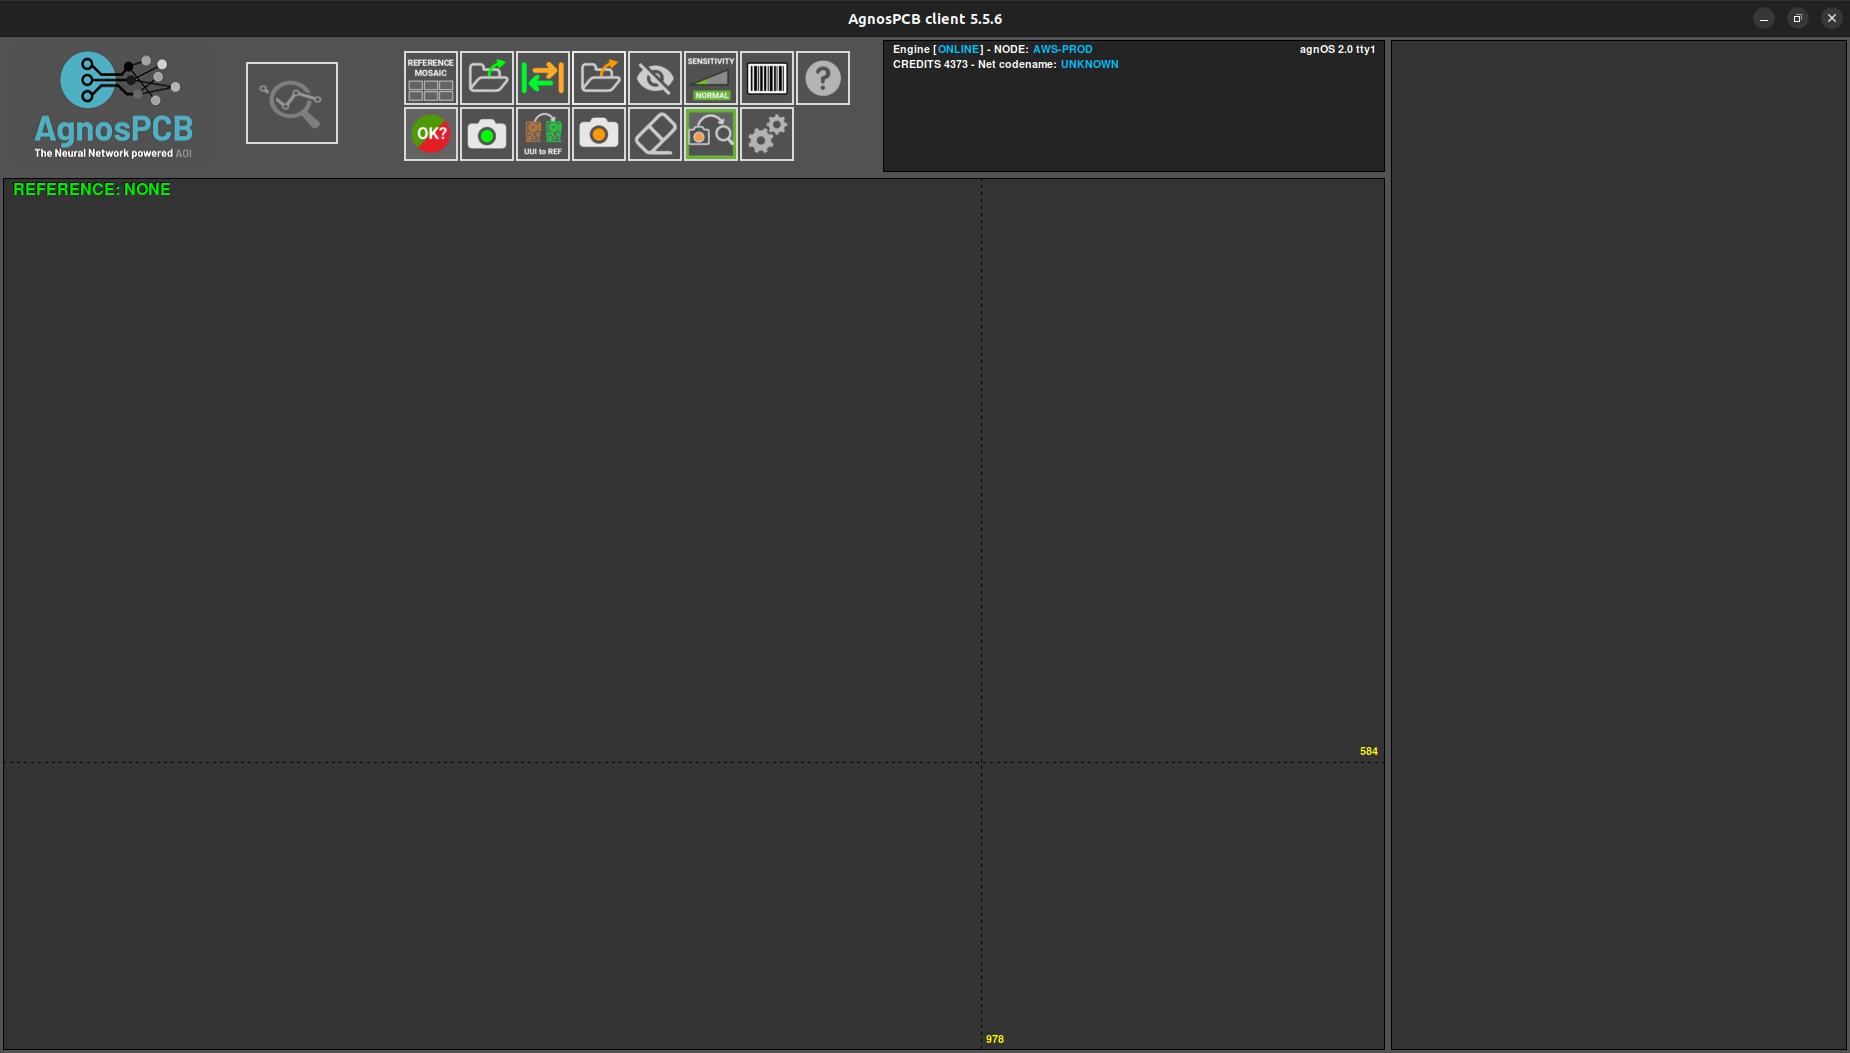 AgnosPCB client 5.5.6
AgnosPCB
The Neural Network powered AOI
REFERENCE
MOSAIC
SENSITIVITY
NORMAL
OK?
UUI to REF
Engine [ONLINE] - NODE: AWS-PROD
agnOS 2.0 tty1
CREDITS 4373 - Net codename: UNKNOWN
REFERENCE: NONE
584
978